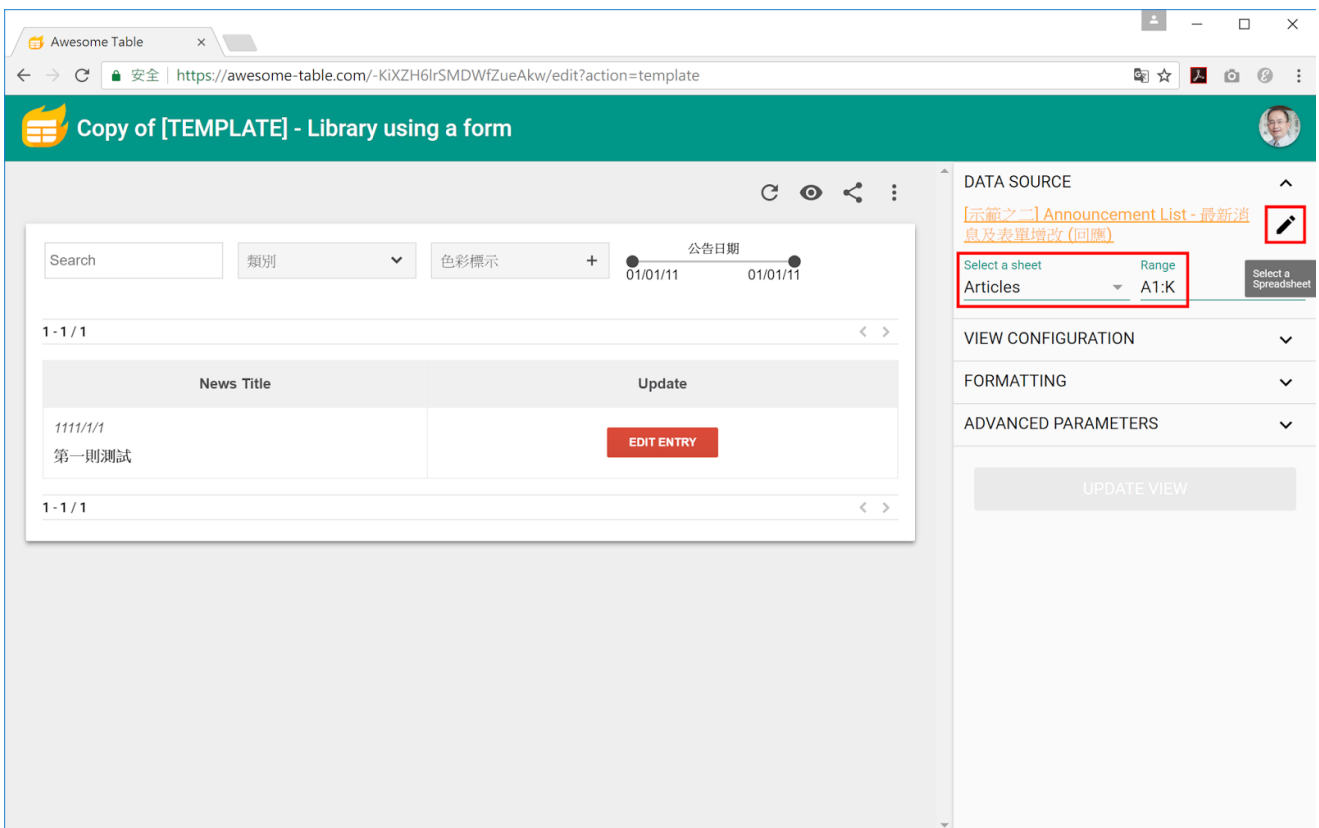 Awesome Table
安全 https://awesome-table.com/-KiXZH6lrSMDWfZueAkw/edit?action=template
Copy of [TEMPLATE] - Library using a form
DATA SOURCE
[示範之二] Announcement List - 最新消
息及表單增改 (回應)
Select a sheet Range
Articles A1:K
Select a
Spreadsheet
VIEW CONFIGURATION
FORMATTING
ADVANCED PARAMETERS
UPDATE VIEW
Search 類別 色彩標示 公告日期
01/01/11 01/01/11
1 - 1 / 1
News Title Update
1111/1/1
第一則測試 EDIT ENTRY
1 - 1 / 1